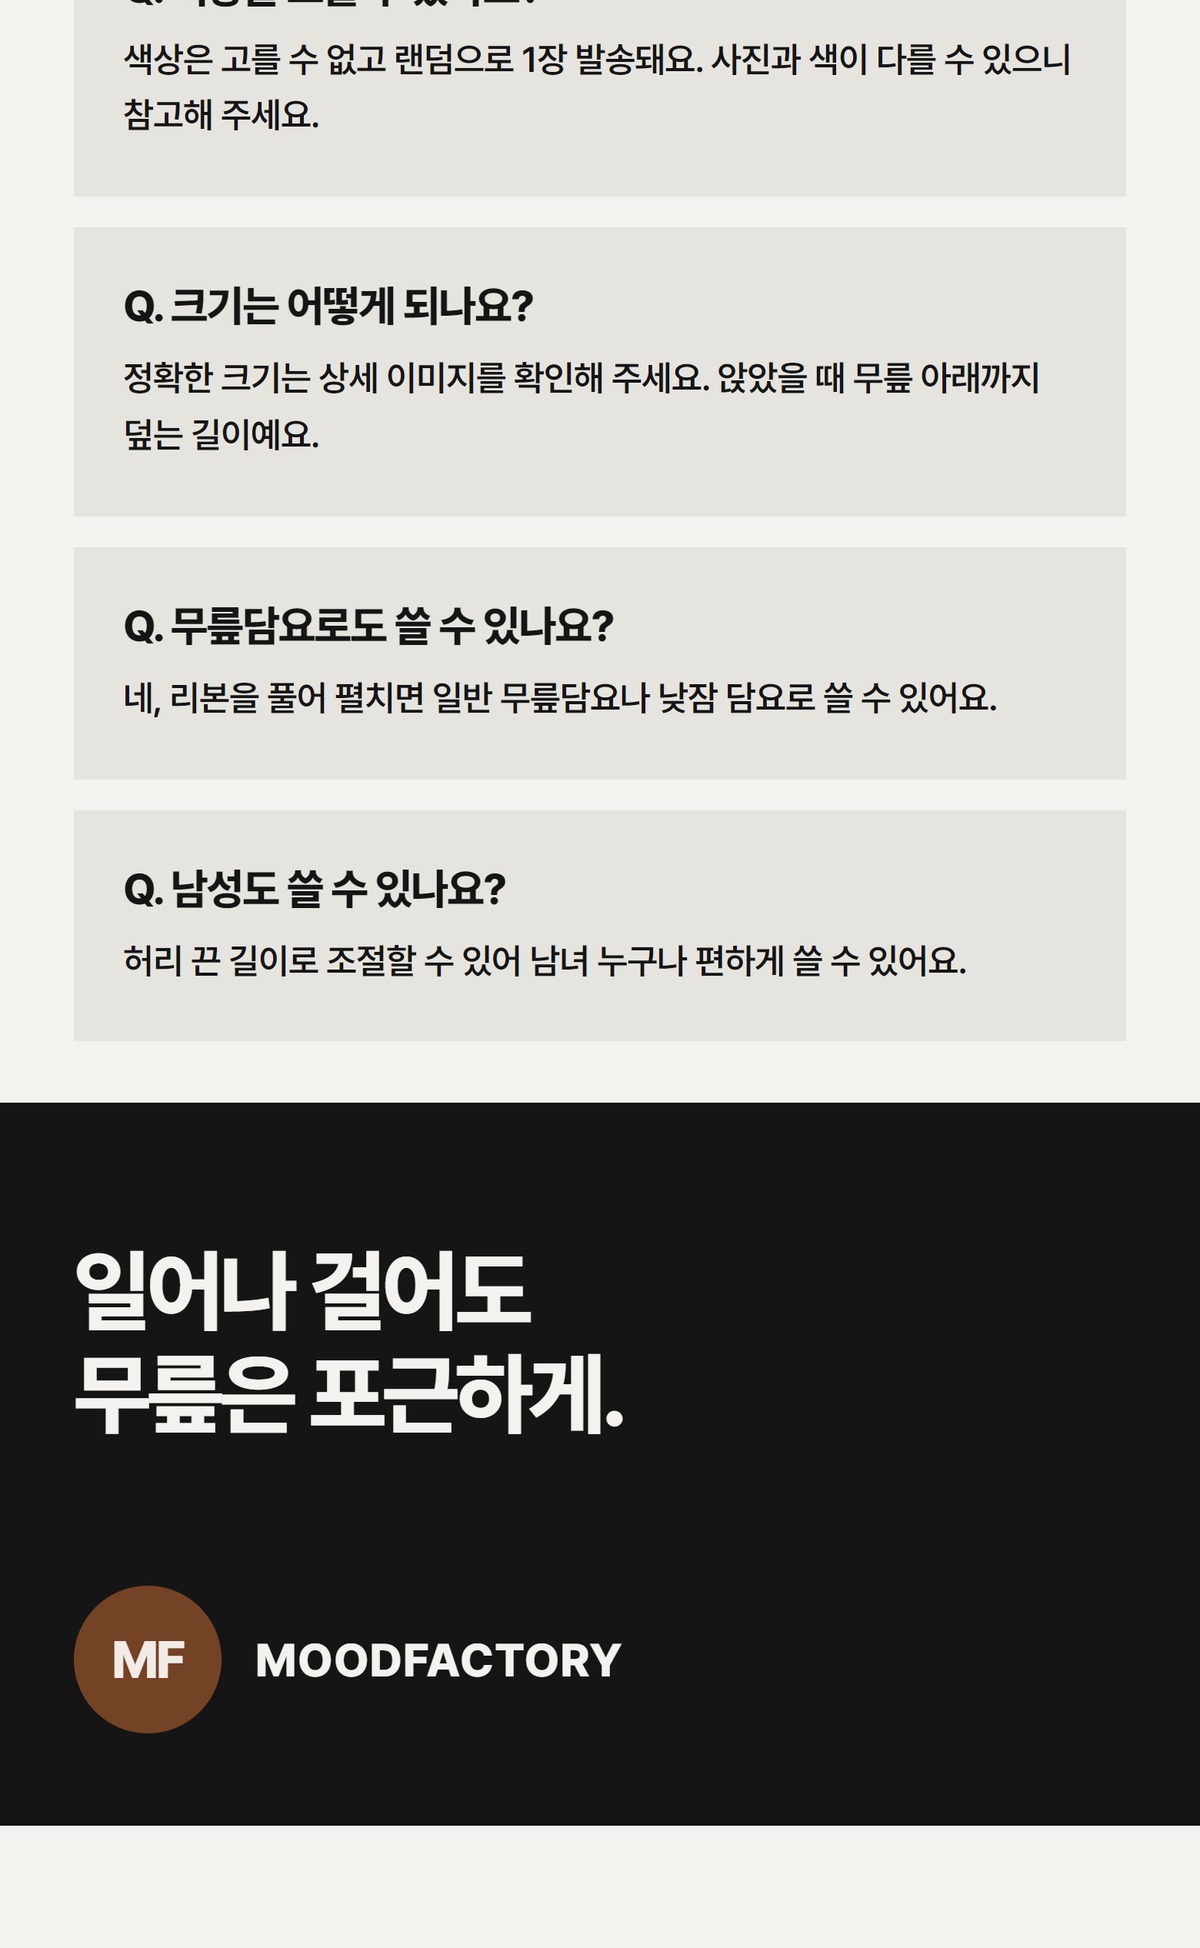 색상은 고를 수 없고 랜덤으로 1장 발송돼요. 사진과 색이 다를 수 있으니
참고해 주세요.
Q. 크기는 어떻게 되나요?
정확한 크기는 상세 이미지를 확인해 주세요. 앉았을 때 무릎 아래까지
덮는 길이예요.
Q. 무릎담요로도 쓸 수 있나요?
네, 리본을 풀어 펼치면 일반 무릎담요나 낮잠 담요로 쓸 수 있어요.
Q. 남성도 쓸 수 있나요?
허리 끈 길이로 조절할 수 있어 남녀 누구나 편하게 쓸 수 있어요.
일어나 걸어도
무릎은 포근하게.
MF
MOODFACTORY